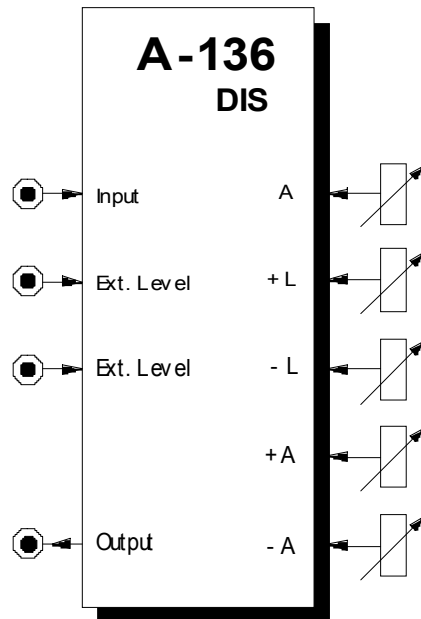 A-136
DIS
Input A
Ext. Level + L
Ext. Level - L
+ A
Output - A